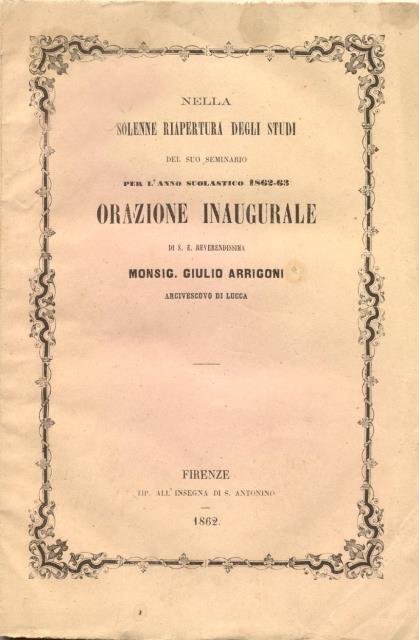 NELLA
SOLENNE RIAPERTURA DEGLI STUDI
DEL SUO SEMINARIO
PER L'ANNO SCOLASTICO 1862-63
ORAZIONE INAUGURALE
DI S. E. REVERENDISSIMA
MONSIG. GIULIO ARRIGONI
ARCIVESCOVO DI LUCCA
FIRENZE
TIP. ALL'INSEGNA DI S. ANTONINO
1862.